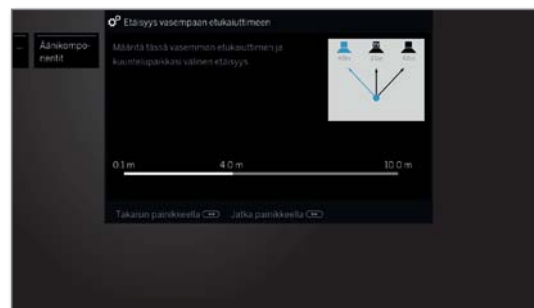 Etäisyys vasempaan etukaiuttimeen
...
Äänikompo-
nentit
Määritä tässä vasemman etukaiuttimen ja
kuuntelupaikkasi välinen etäisyys.
0.1 m 4.0 m 10.0 m
Takaisin painikkeella Jatka painikkeella